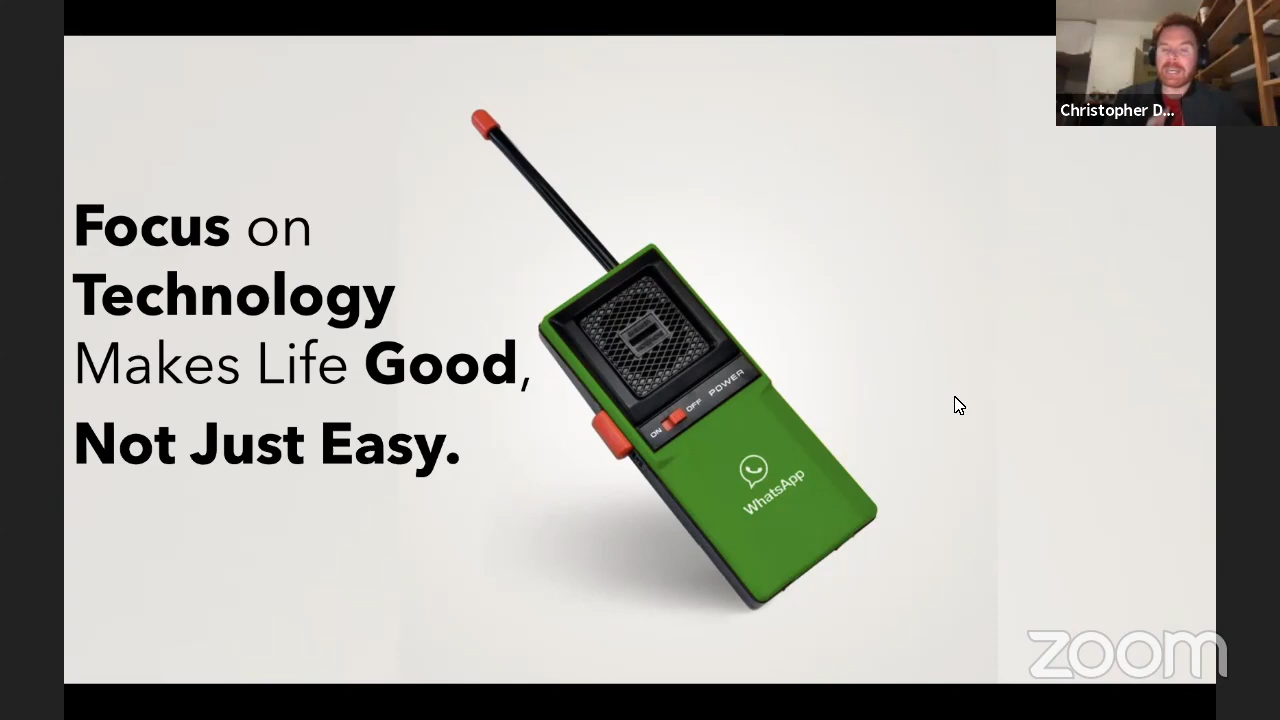 Christopher D...
Focus on
Technology
Makes Life Good,
Not Just Easy.
ON OFF POWER
WhatsApp
zoom